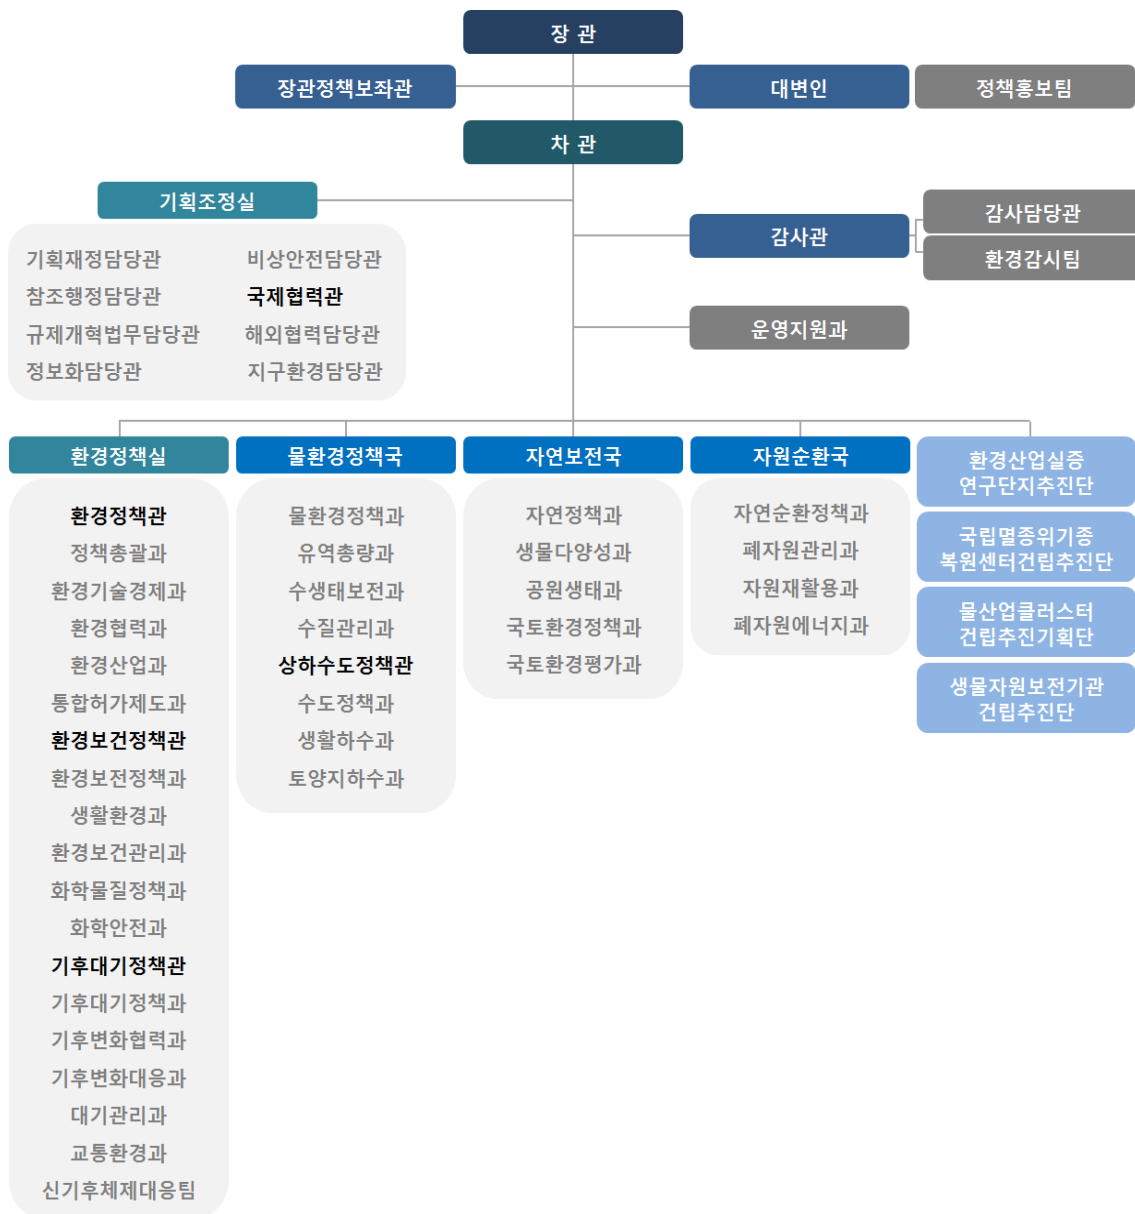 장 관
장관정책보좌관
대변인
정책홍보팀
차 관
기획조정실
기획재정담당관
참조행정담당관
규제개혁법무담당관
정보화담당관
비상안전담당관
국제협력관
해외협력담당관
지구환경담당관
감사관
감사담당관
환경감시팀
운영지원과
환경정책실
환경정책관
정책총괄과
환경기술경제과
환경협력과
환경산업과
통합허가제도과
환경보건정책관
환경보전정책과
생활환경과
환경보건관리과
화학물질정책과
화학안전과
기후대기정책관
기후대기정책과
기후변화협력과
기후변화대응과
대기관리과
교통환경과
신기후체제대응팀
물환경정책국
물환경정책과
유역총량과
수생태보전과
수질관리과
상하수도정책관
수도정책과
생활하수과
토양지하수과
자연보전국
자연정책과
생물다양성과
공원생태과
국토환경정책과
국토환경평가과
자원순환국
자연순환정책과
폐자원관리과
자원재활용과
폐자원에너지과
환경산업실증
연구단지추진단
국립멸종위기종
복원센터건립추진단
물산업클러스터
건립추진기획단
생물자원보전기관
건립추진단